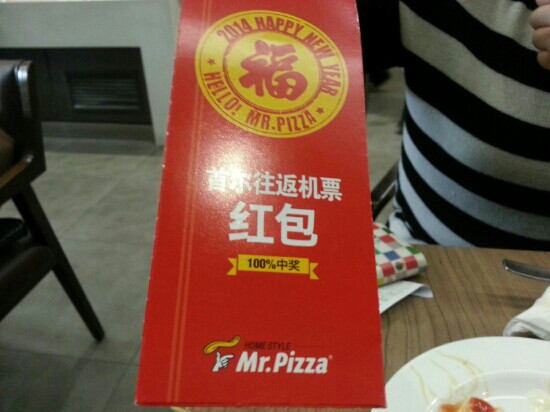 2014 HAPPY NEW YEAR
福
HELLO! MR.PIZZA
首尔往返机票
红包
100%中奖
HOME STYLE
Mr.Pizza